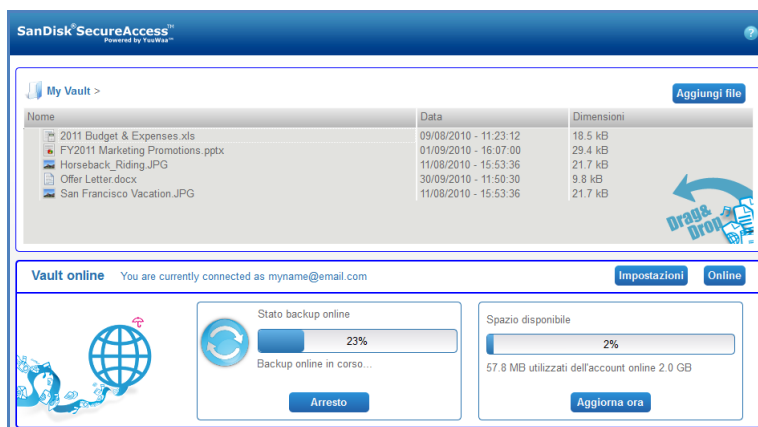 SanDisk® SecureAccess™
Powered by YuuWaa™
?
My Vault >
Aggiungi file
Nome Data Dimensioni
2011 Budget & Expenses.xls 09/08/2010 - 11:23:12 18.5 kB
FY2011 Marketing Promotions.pptx 01/09/2010 - 16:07:00 29.4 kB
Horseback_Riding.JPG 11/08/2010 - 15:53:36 21.7 kB
Offer Letter.docx 30/09/2010 - 11:50:30 9.8 kB
San Francisco Vacation.JPG 11/08/2010 - 15:53:36 21.7 kB
Drag&
Drop
Vault online You are currently connected as myname@email.com Impostazioni Online
Stato backup online
23%
Backup online in corso...
Arresto
Spazio disponibile
2%
57.8 MB utilizzati dell'account online 2.0 GB
Aggiorna ora